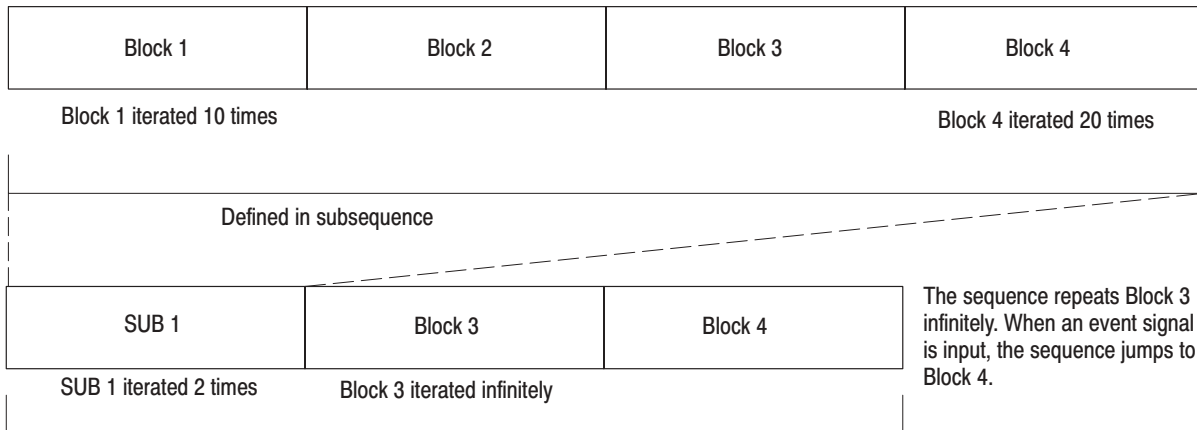 Block 1 Block 2 Block 3 Block 4
Block 1 iterated 10 times Block 4 iterated 20 times
Defined in subsequence
SUB 1 Block 3 Block 4
SUB 1 iterated 2 times Block 3 iterated infinitely
The sequence repeats Block 3
infinitely. When an event signal
is input, the sequence jumps to
Block 4.